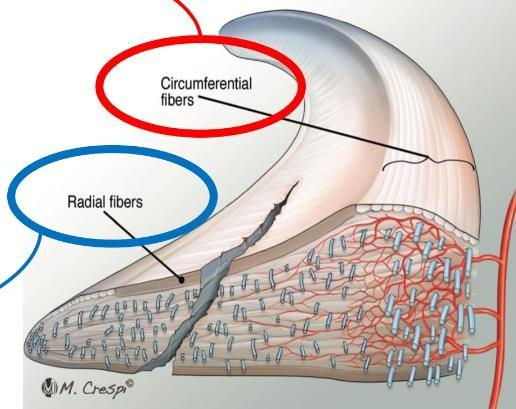 Circumferential
fibers
Radial fibers
M. Crespi©